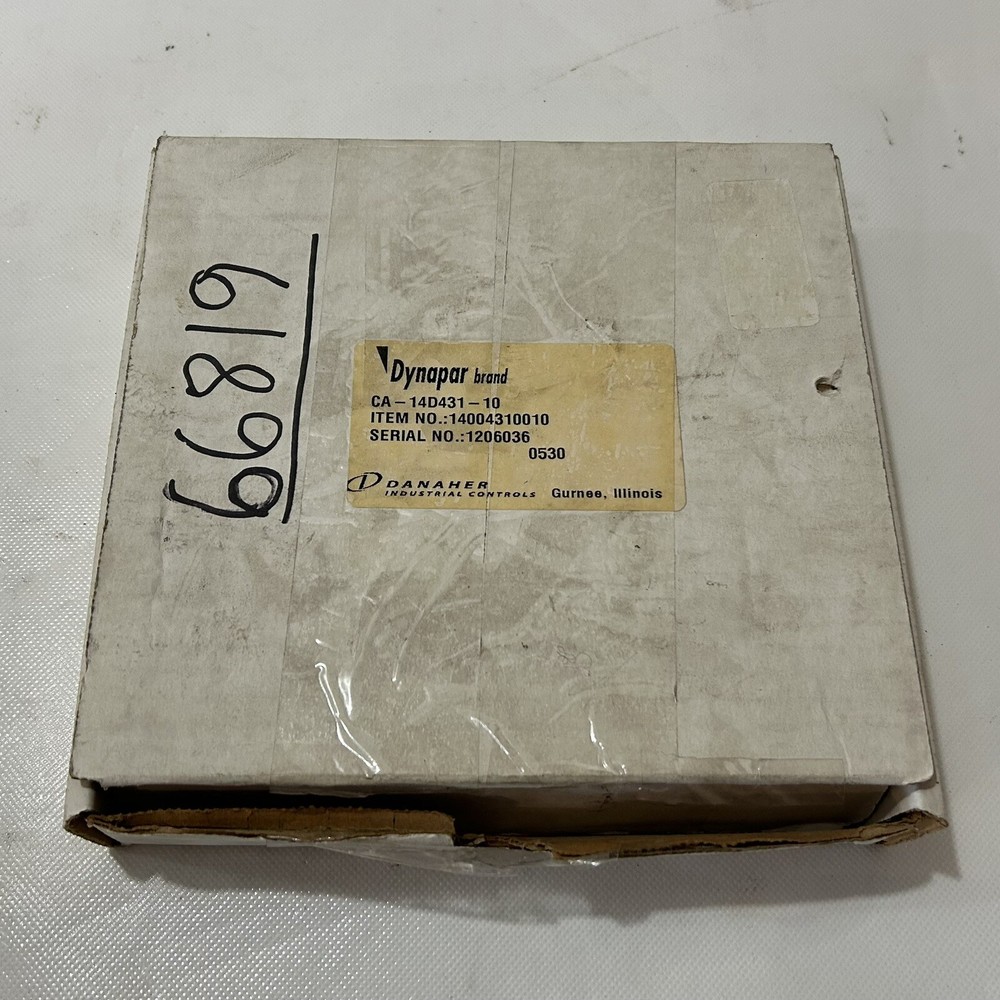 66819
Dynapar brand
CA-14D431-10
ITEM NO.:14004310010
SERIAL NO.:1206036
0530
DANAHER
INDUSTRIAL CONTROLS Gurnee, Illinois